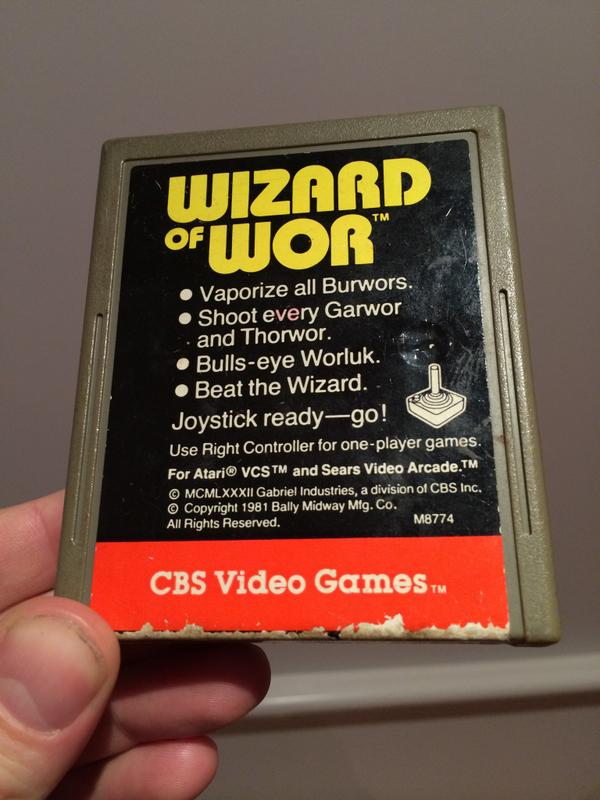 WIZARD
OF WOR™
● Vaporize all Burwors.
● Shoot every Garwor
and Thorwor.
● Bulls-eye Worluk.
● Beat the Wizard.
Joystick ready—go!
Use Right Controller for one-player games.
For Atari® VCS™ and Sears Video Arcade.™
© MCMLXXXII Gabriel Industries, a division of CBS Inc.
© Copyright 1981 Bally Midway Mfg. Co.
All Rights Reserved. M8774
CBS Video Games™